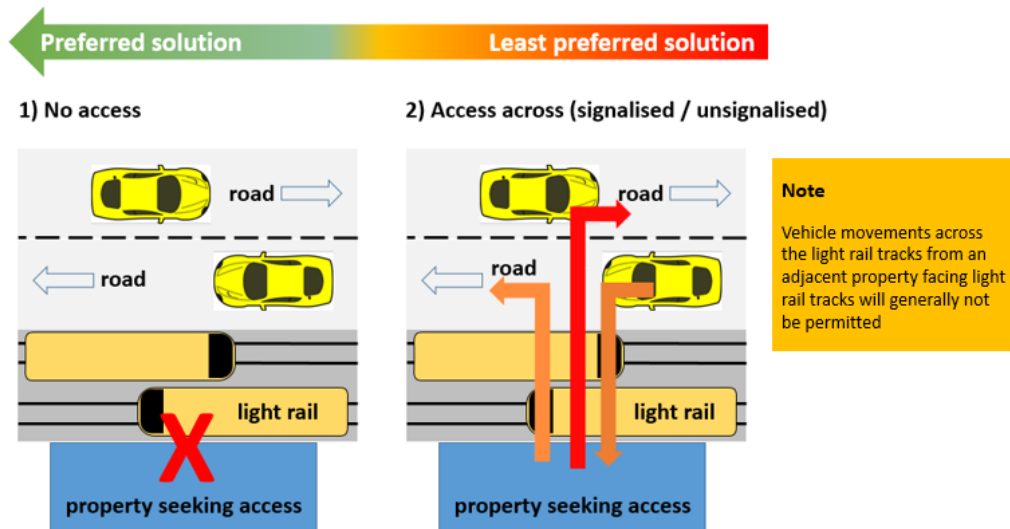 Preferred solution
Least preferred solution
1) No access
2) Access across (signalised / unsignalised)
road
road
light rail
X
property seeking access
road
road
light rail
property seeking access
Note
Vehicle movements across
the light rail tracks from an
adjacent property facing light
rail tracks will generally not
be permitted